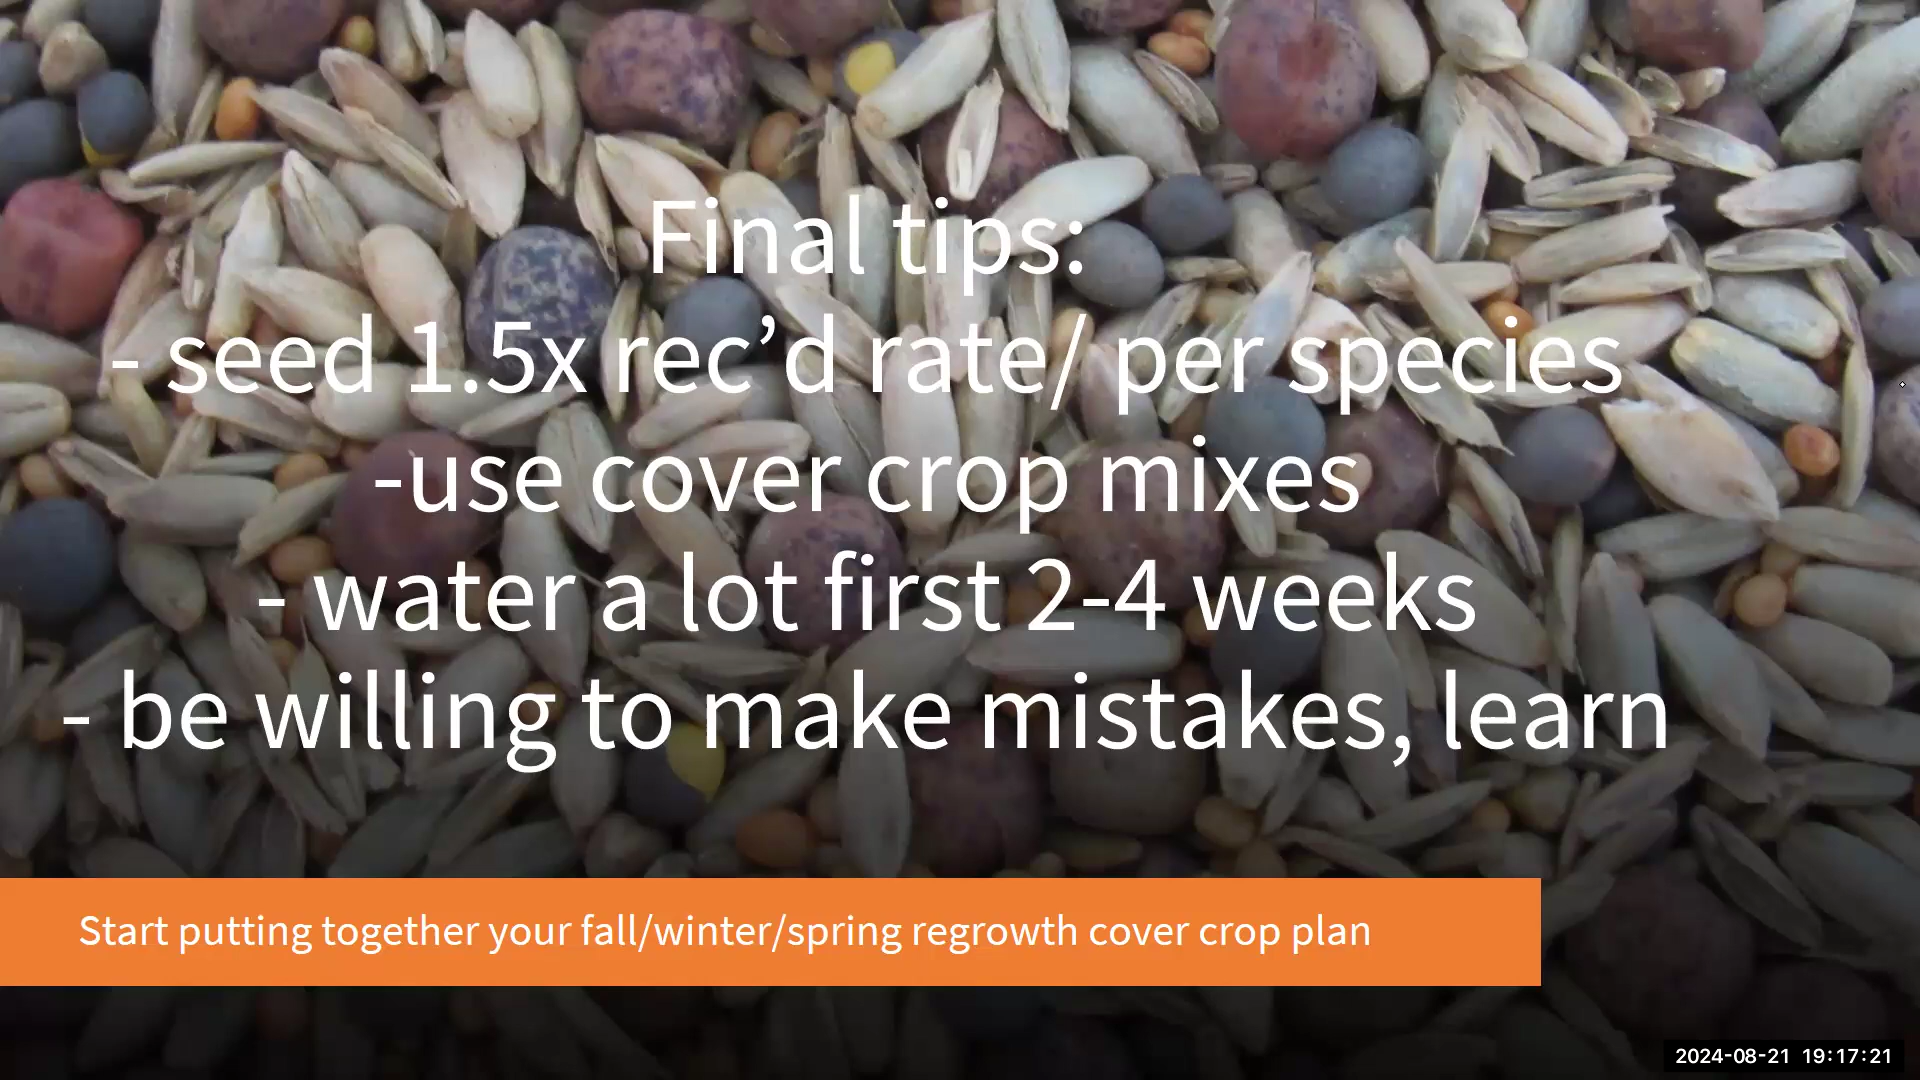 Final tips:
- seed 1.5x rec’d rate/ per species
-use cover crop mixes
- water a lot first 2-4 weeks
- be willing to make mistakes, learn
Start putting together your fall/winter/spring regrowth cover crop plan
2024-08-21 19:17:21